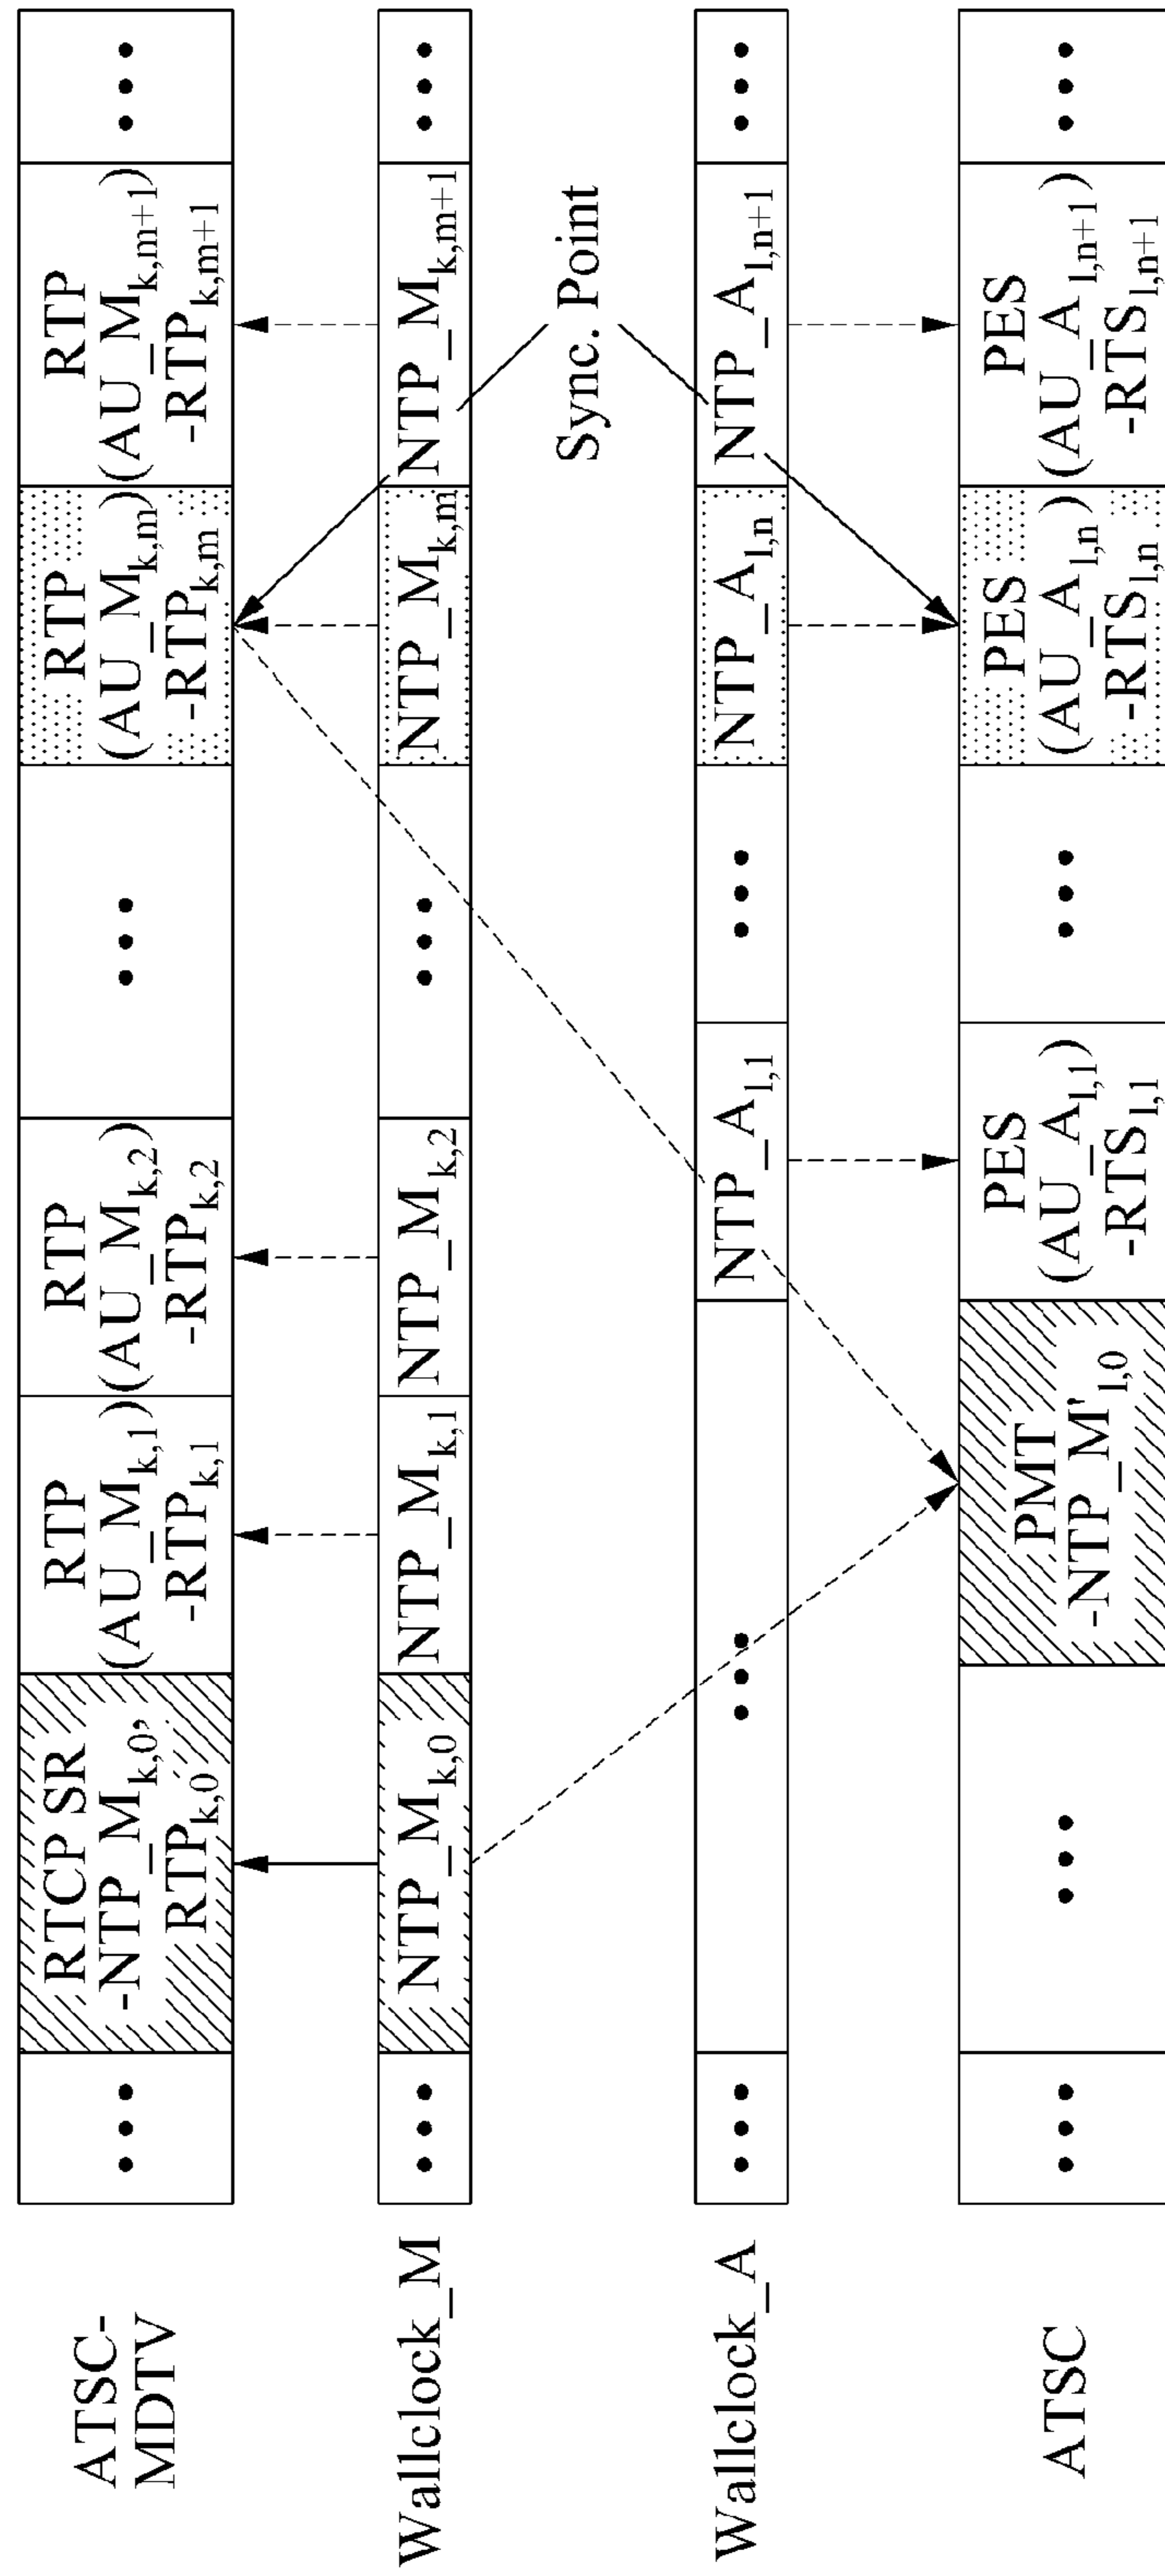 ATSC-
MDTV
•••
RTCP SR
-NTP_M_{k,0},
RTP_{k,0}
RTP
(AU_M_{k,1})
-RTP_{k,1}
RTP
(AU_M_{k,2})
-RTP_{k,2}
•••
RTP
(AU_M_{k,m})
-RTP_{k,m}
RTP
(AU_M_{k,m+1})
-RTP_{k,m+1}
•••
Wallclock_M
•••
NTP_M_{k,0}
NTP_M_{k,1}
NTP_M_{k,2}
•••
NTP_M_{k,m}
NTP_M_{k,m+1}
•••
Sync. Point
Wallclock_A
•••
•••
NTP_A_{l,1}
•••
NTP_A_{l,n}
NTP_A_{l,n+1}
•••
ATSC
•••
•••
PMT
-NTP_M'_{l,0}
PES
(AU_A_{l,1})
-RTS_{l,1}
•••
PES
(AU_A_{l,n})
-RTS_{l,n}
PES
(AU_A_{l,n+1})
-RTS_{l,n+1}
•••